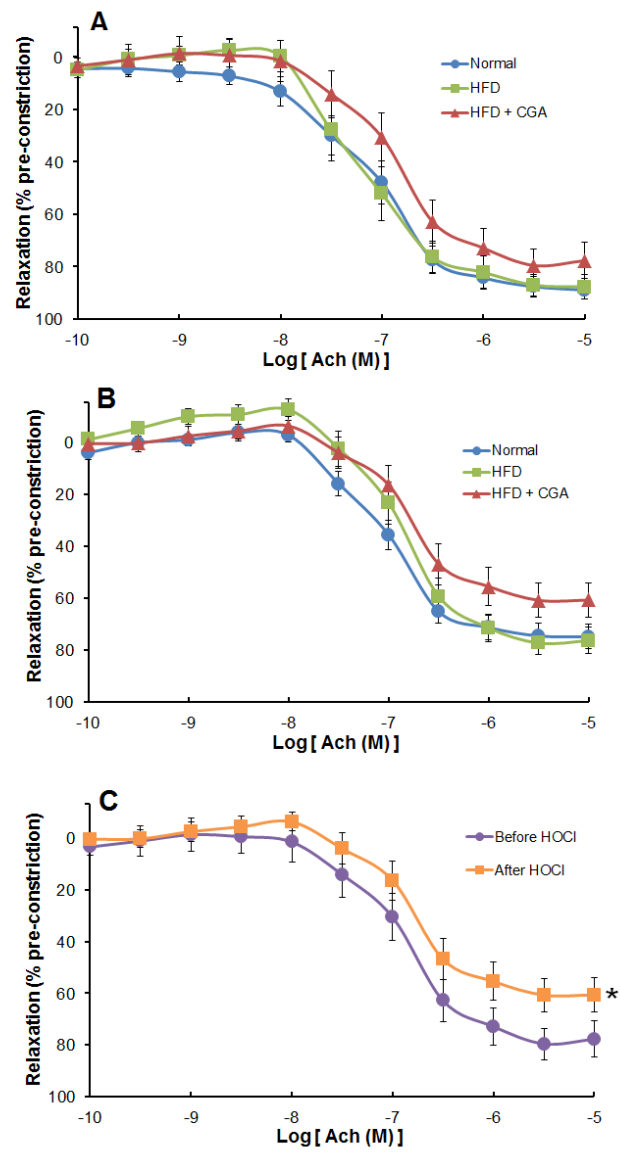 A
Relaxation (% pre-constriction)
0
20
40
60
80
100
Normal
HFD
HFD + CGA
-10
-9
-8
-7
-6
-5
Log [ Ach (M) ]
B
Relaxation (% pre-constriction)
0
20
40
60
80
100
Normal
HFD
HFD + CGA
-10
-9
-8
-7
-6
-5
Log [ Ach (M) ]
C
Relaxation (% pre-constriction)
0
20
40
60
80
100
Before HOCl
After HOCl
*
-10
-9
-8
-7
-6
-5
Log [ Ach (M) ]